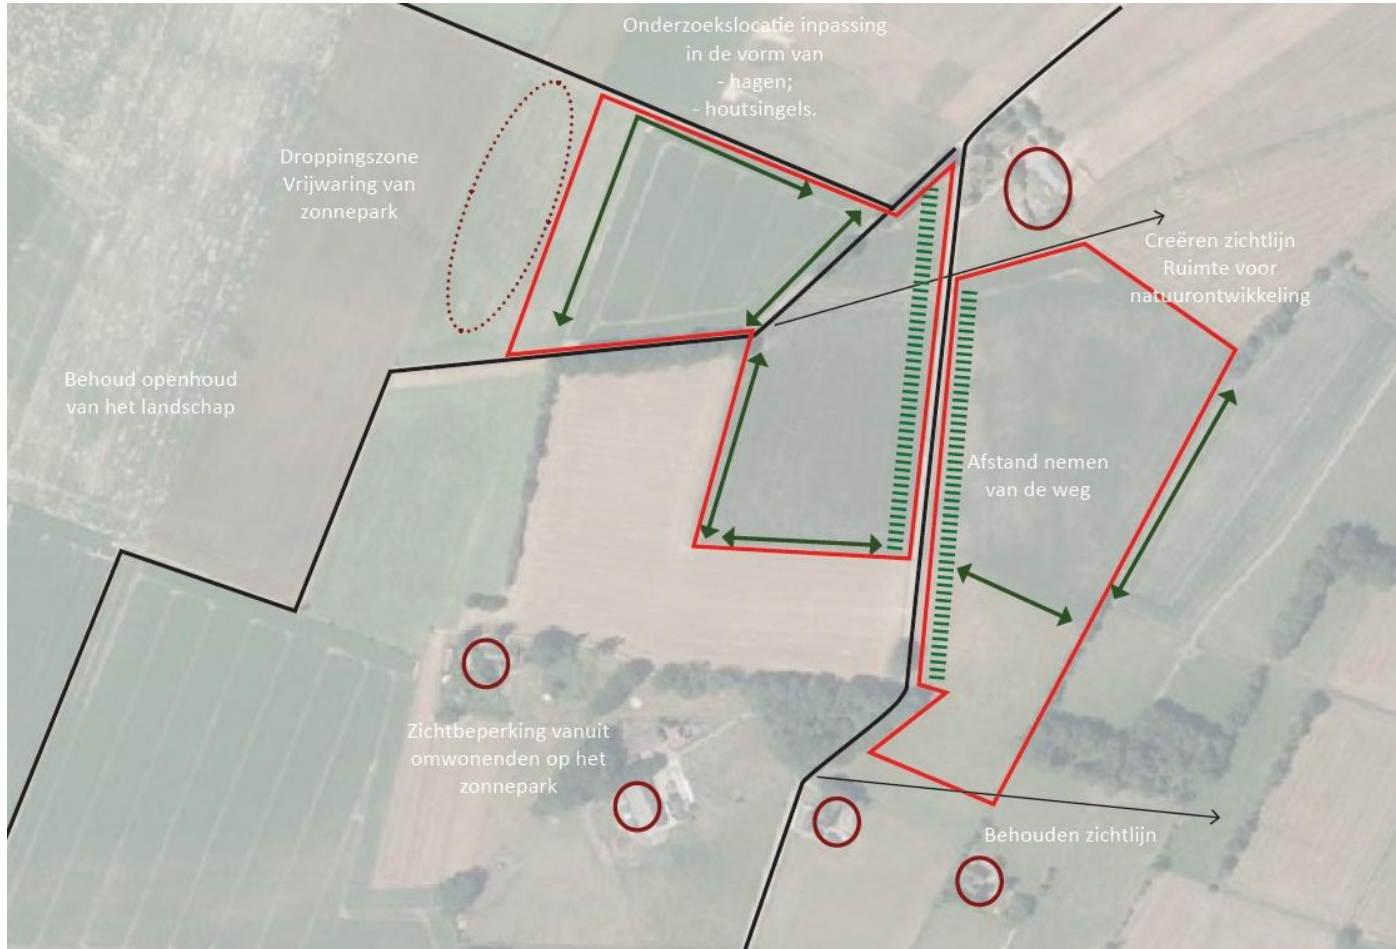 Onderzoekslocatie inpassing
in de vorm van
- hagen;
- houtsingels.
Droppingszone
Vrijwaring van
zonnepark
Creëren zichtlijn
Ruimte voor
natuurontwikkeling
Behoud openhoud
van het landschap
Afstand nemen
van de weg
Zichtbeperking vanuit
omwonenden op het
zonnepark
Behouden zichtlijn